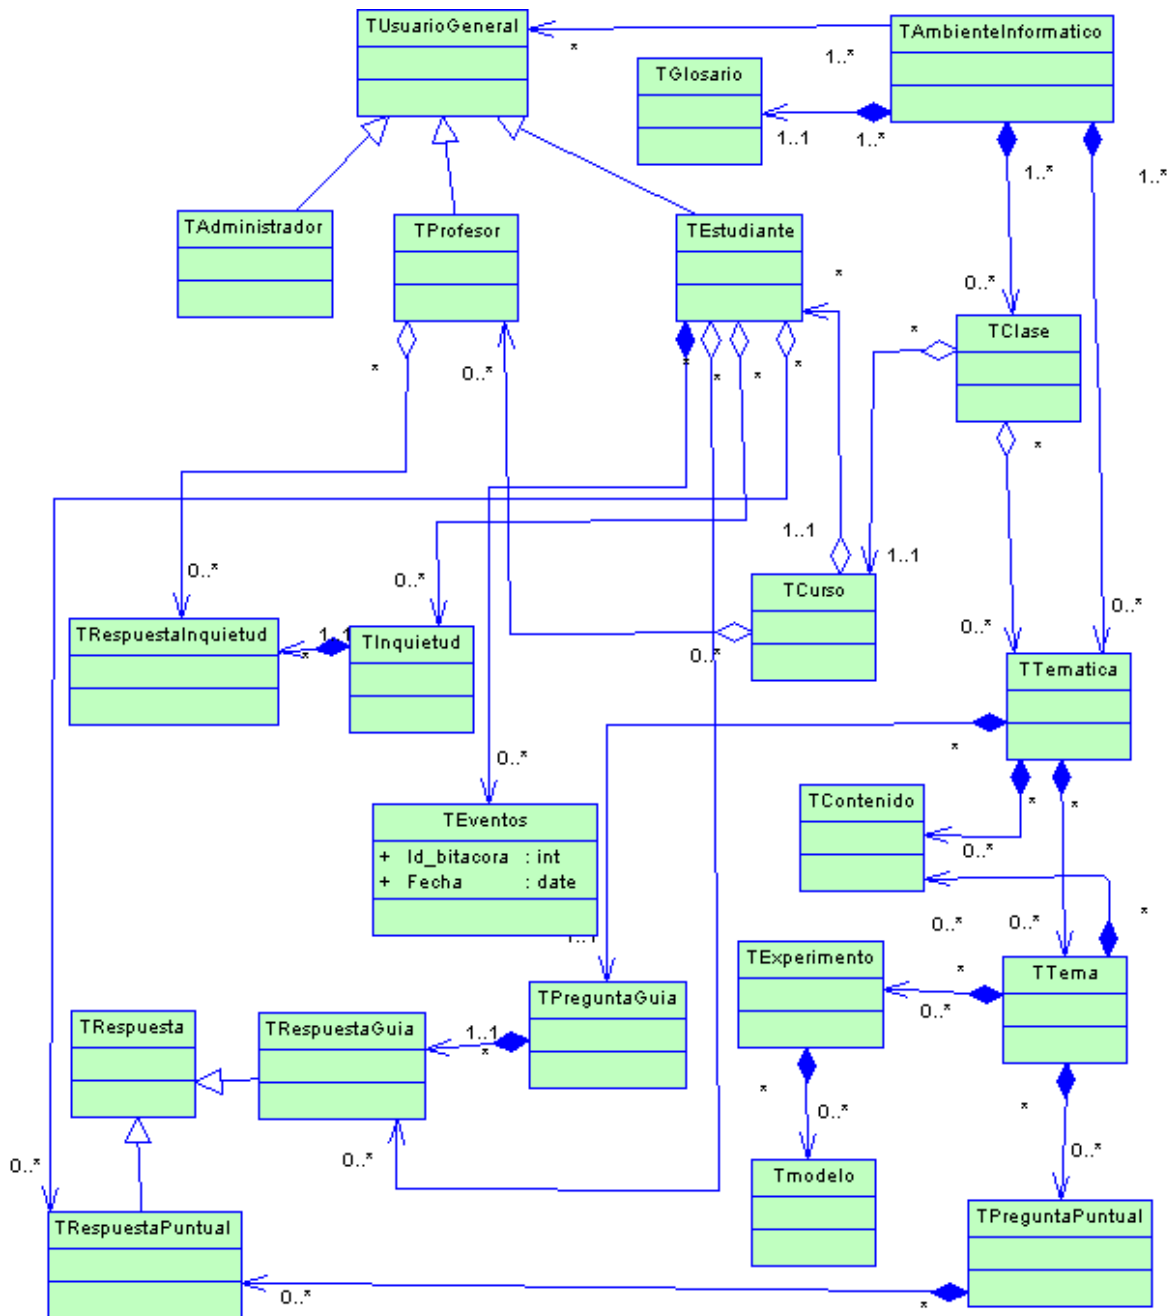 TUsuarioGeneral
TAmbienteInformatico
*
1..*
TGlosario
1..1
1..*
1..*
1..*
TAdministrador
TProfesor
TEstudiante
*
0..*
TClase
*
*
0..*
*
*
*
*
*
1..1
1..1
0..*
0..*
TCurso
0..*
0..*
TRespuestaInquietud
1..1
*
TInquietud
0..*
TTematica
*
0..*
TEventos
+ Id_bitacora : int
+ Fecha : date
TContenido
*
*
0..*
*
0..*
0..*
1..1
TExperimento
*
0..*
TTema
TPreguntaGuia
TRespuesta
TRespuestaGuia
1..1
*
*
0..*
*
0..*
0..*
0..*
Tmodelo
TRespuestaPuntual
TPreguntaPuntual
0..*
*